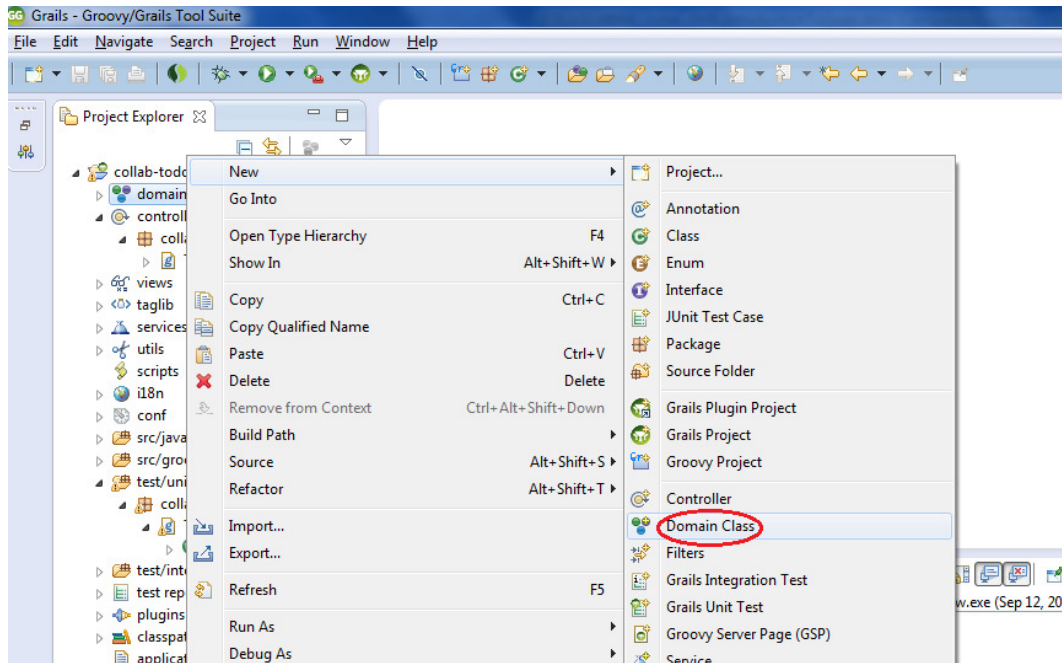 Grails - Groovy/Grails Tool Suite
File Edit Navigate Search Project Run Window Help
Project Explorer
collab-todo
domain
controll
colla
views
taglib
services
utils
scripts
i18n
conf
src/java
src/groo
test/uni
colla
test/inte
test rep
plugins
classpat
applicat
New
Go Into
Open Type Hierarchy F4
Show In Alt+Shift+W
Copy Ctrl+C
Copy Qualified Name
Paste Ctrl+V
Delete Delete
Remove from Context Ctrl+Alt+Shift+Down
Build Path
Source Alt+Shift+S
Refactor Alt+Shift+T
Import...
Export...
Refresh F5
Run As
Debug As
Project...
Annotation
Class
Enum
Interface
JUnit Test Case
Package
Source Folder
Grails Plugin Project
Grails Project
Groovy Project
Controller
Domain Class
Filters
Grails Integration Test
Grails Unit Test
Groovy Server Page (GSP)
Service
w.exe (Sep 12, 20